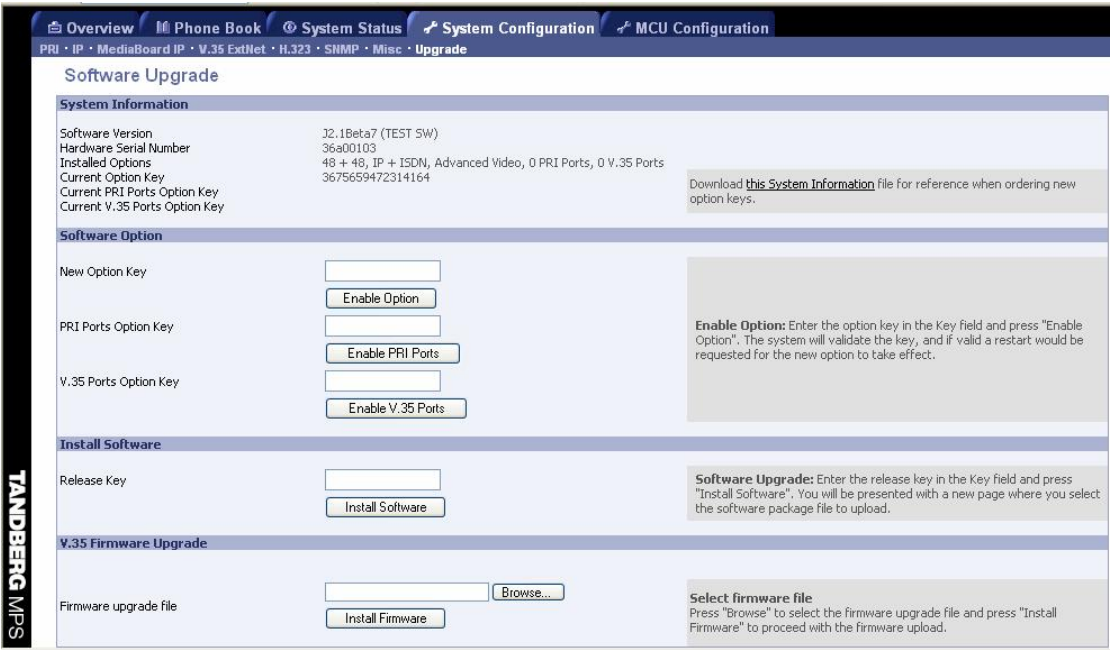 Overview Phone Book System Status System Configuration MCU Configuration
PRI · IP · MediaBoard IP · V.35 ExtNet · H.323 · SNMP · Misc · Upgrade
Software Upgrade
System Information
Software Version J2.1Beta7 (TEST SW)
Hardware Serial Number 36a00103
Installed Options 48 + 48, IP + ISDN, Advanced Video, 0 PRI Ports, 0 V.35 Ports
Current Option Key 3675659472314164
Current PRI Ports Option Key
Current V.35 Ports Option Key
Download this System Information file for reference when ordering new
option keys.
Software Option
New Option Key
Enable Option
PRI Ports Option Key
Enable PRI Ports
V.35 Ports Option Key
Enable V.35 Ports
Enable Option: Enter the option key in the Key field and press "Enable
Option". The system will validate the key, and if valid a restart would be
requested for the new option to take effect.
Install Software
Release Key
Install Software
Software Upgrade: Enter the release key in the Key field and press
"Install Software". You will be presented with a new page where you select
the software package file to upload.
V.35 Firmware Upgrade
Firmware upgrade file
Browse...
Install Firmware
Select firmware file
Press "Browse" to select the firmware upgrade file and press "Install
Firmware" to proceed with the firmware upload.
TANDBERG MPS